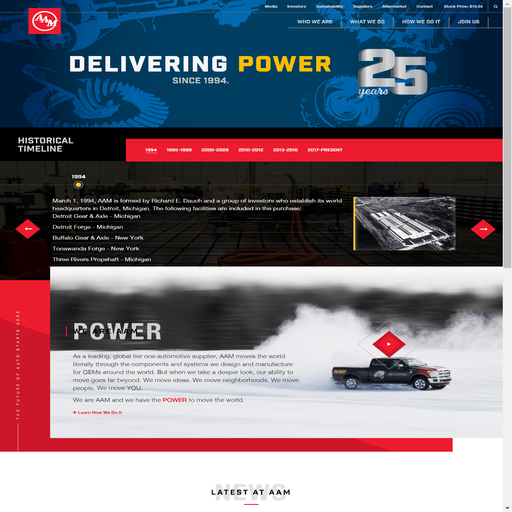 Media Investors Sustainability Suppliers Aftermarket Contact Stock Price: $10.54
AAM
WHO WE ARE WHAT WE DO HOW WE DO IT JOIN US
DELIVERING POWER
SINCE 1994.
25
years
HISTORICAL
TIMELINE
1994 1995-1999 2000-2009 2010-2012 2013-2016 2017-PRESENT
1994
March 1, 1994, AAM is formed by Richard E. Dauch and a group of investors who establish its world
headquarters in Detroit, Michigan. The following facilities are included in the purchase:
Detroit Gear & Axle - Michigan
Detroit Forge - Michigan
Buffalo Gear & Axle - New York
Tonawanda Forge - New York
Three Rivers Propshaft - Michigan
THE FUTURE OF AUTO STARTS HERE
POWER
WE ARE AAM
As a leading, global tier one automotive supplier, AAM moves the world
literally through the components and systems we design and manufacture
for OEMs around the world. But when we take a deeper look, our ability to
move goes far beyond. We move ideas. We move neighborhoods. We move
people. We move YOU.
We are AAM and we have the POWER to move the world.
Learn How We Do It
NEWS
LATEST AT AAM